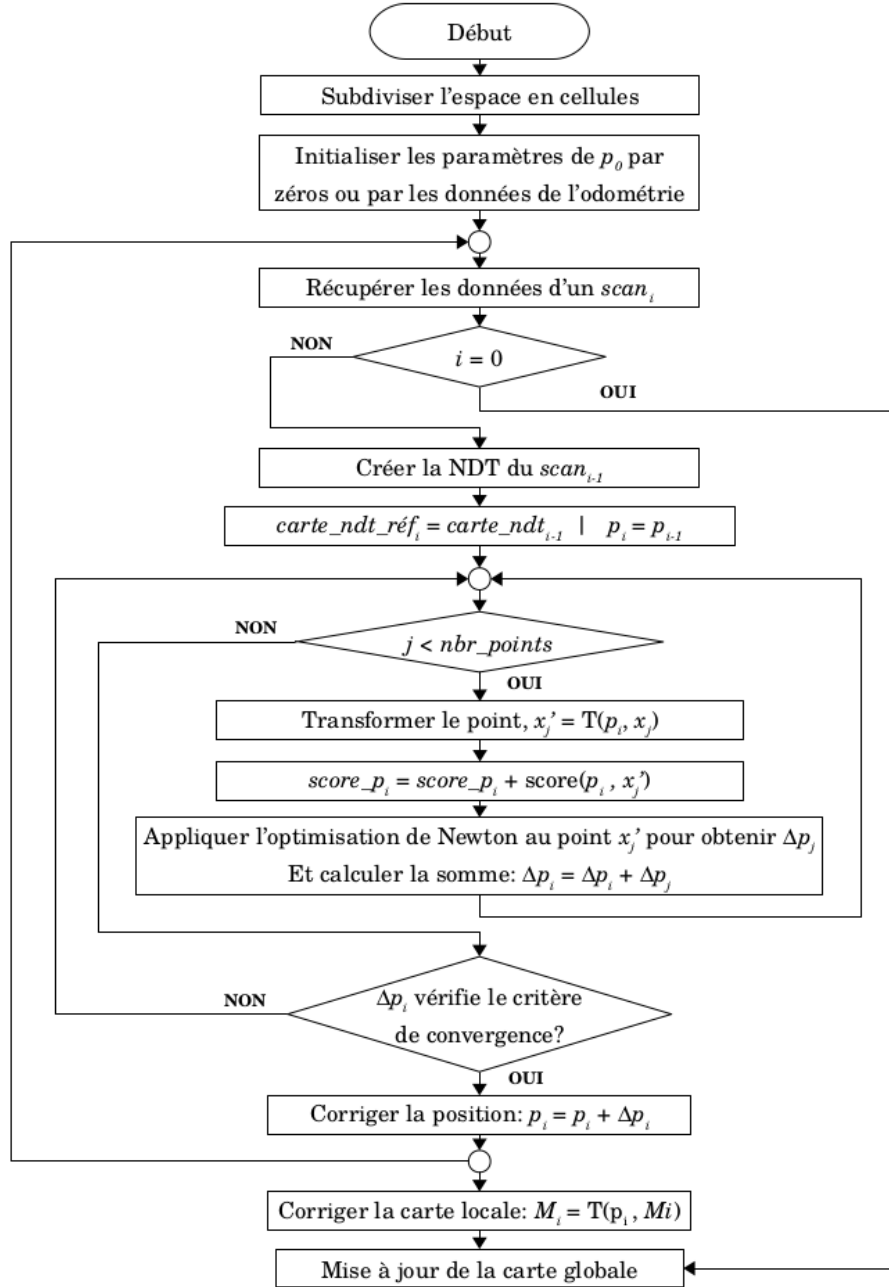 Début
Subdiviser l'espace en cellules
Initialiser les paramètres de p₀ par
zéros ou par les données de l'odométrie
Récupérer les données d'un scanᵢ
NON
i = 0
OUI
Créer la NDT du scanᵢ₋₁
carte_ndt_réfᵢ = carte_ndtᵢ₋₁ | pᵢ = pᵢ₋₁
NON
j < nbr_points
OUI
Transformer le point, xⱼ’ = T(pᵢ, xⱼ)
score_pᵢ = score_pᵢ + score(pᵢ , xⱼ’)
Appliquer l’optimisation de Newton au point xⱼ’ pour obtenir Δpⱼ
Et calculer la somme: Δpᵢ = Δpᵢ + Δpⱼ
NON
Δpᵢ vérifie le critère
de convergence?
OUI
Corriger la position: pᵢ = pᵢ + Δpᵢ
Corriger la carte locale: Mᵢ = T(pᵢ , Mi)
Mise à jour de la carte globale